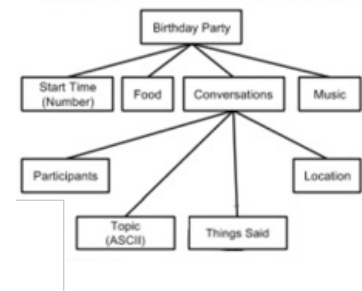 Birthday Party
Start Time
(Number)
Food
Conversations
Music
Participants
Location
Topic
(ASCII)
Things Said